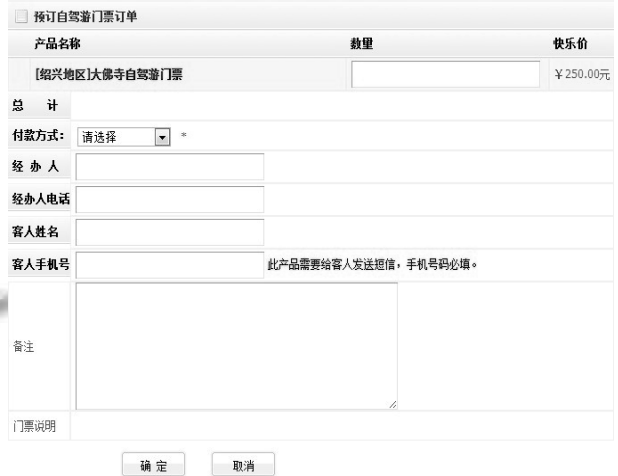 预订自驾游门票订单
产品名称 数量 快乐价
[绍兴地区]大佛寺自驾游门票 ￥250.00元
总 计
付款方式： 请选择 *
经 办 人
经办人电话
客人姓名
客人手机号 此产品需要给客人发送短信，手机号码必填。
备注
门票说明
确 定 取消